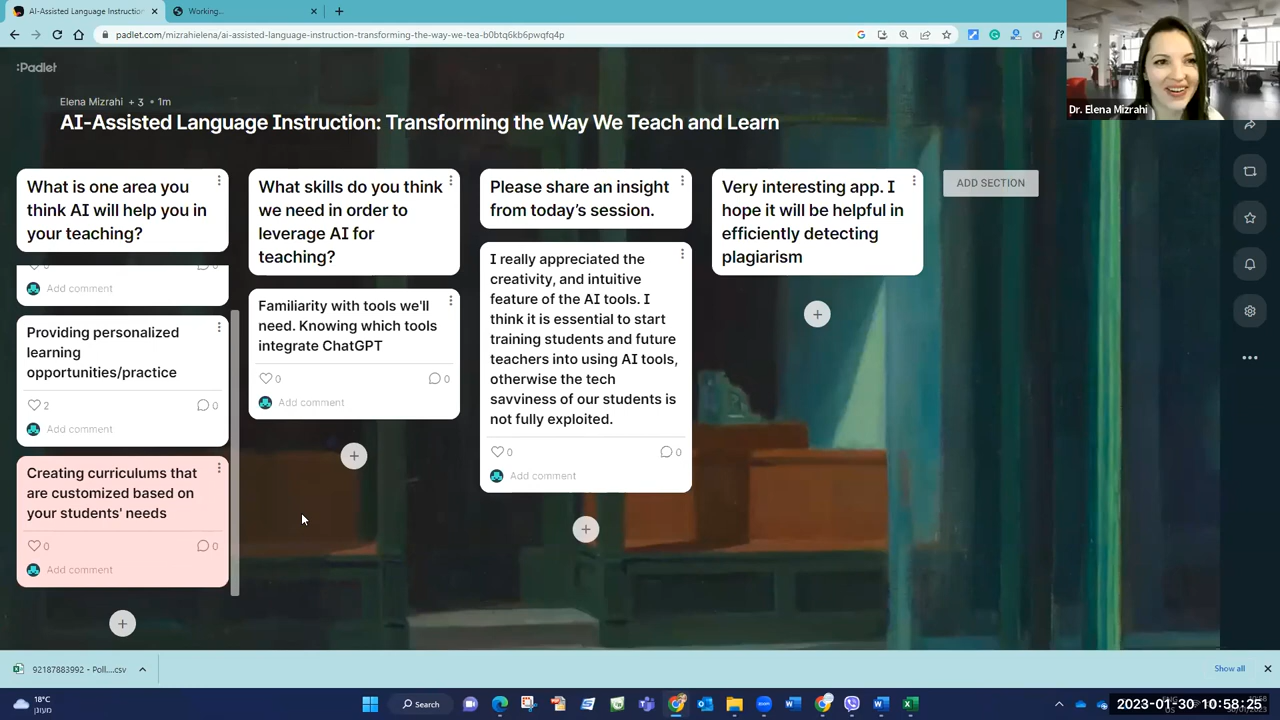 AI-Assisted Language Instruction
Working...
padlet.com/mizrahielena/ai-assisted-language-instruction-transforming-the-way-we-tea-b0btq6kb6pwqfq4p
Dr. Elena Mizrahi
:Padlet
Elena Mizrahi + 3 • 1m
AI-Assisted Language Instruction: Transforming the Way We Teach and Learn
What is one area you
think AI will help you in
your teaching?
0
0
Add comment
Providing personalized
learning
opportunities/practice
2
0
Add comment
Creating curriculums that
are customized based on
your students' needs
0
0
Add comment
What skills do you think
we need in order to
leverage AI for
teaching?
Familiarity with tools we'll
need. Knowing which tools
integrate ChatGPT
0
0
Add comment
Please share an insight
from today's session.
I really appreciated the
creativity, and intuitive
feature of the AI tools. I
think it is essential to start
training students and future
teachers into using AI tools,
otherwise the tech
savviness of our students is
not fully exploited.
0
0
Add comment
Very interesting app. I
hope it will be helpful in
efficiently detecting
plagiarism
ADD SECTION
92187883992 - Poll....csv
Show all
18°C
מעונן
Search
2023-01-30 10:58:25